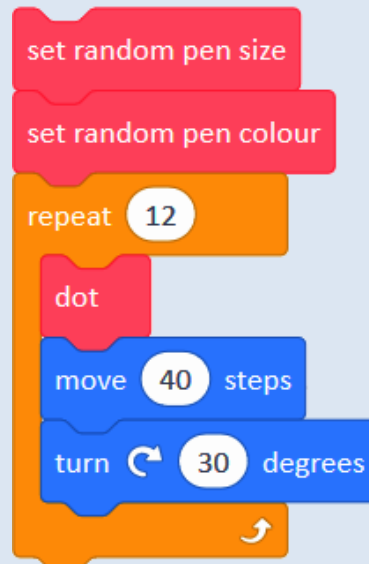 set random pen size
set random pen colour
repeat 12
dot
move 40 steps
turn 30 degrees